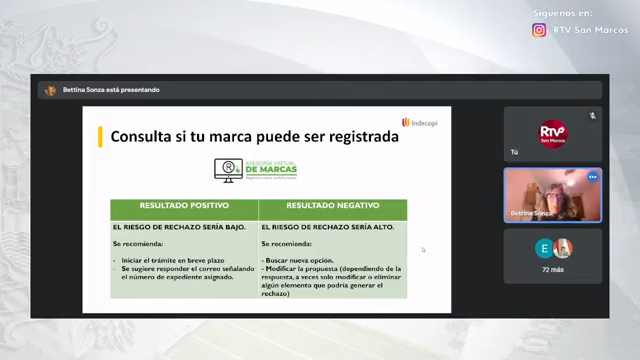 Síguenos en:
RTV San Marcos
Bettina Sonza está presentando
indecopi
Consulta si tu marca puede ser registrada
ASESORÍA VIRTUAL
DE MARCAS
RESULTADO POSITIVO
EL RIESGO DE RECHAZO SERÍA BAJO.
Se recomienda:
- Iniciar el trámite en breve plazo
- Se sugiere responder el correo señalando
el número de expediente asignado.
RESULTADO NEGATIVO
EL RIESGO DE RECHAZO SERÍA ALTO.
Se recomienda:
- Buscar nueva opción.
- Modificar la propuesta (dependiendo de la
respuesta, a veces solo modificar o eliminar
algún elemento que podría generar el
rechazo)
RTV
San Marcos
Tú
Bettina Sonza
E
72 más